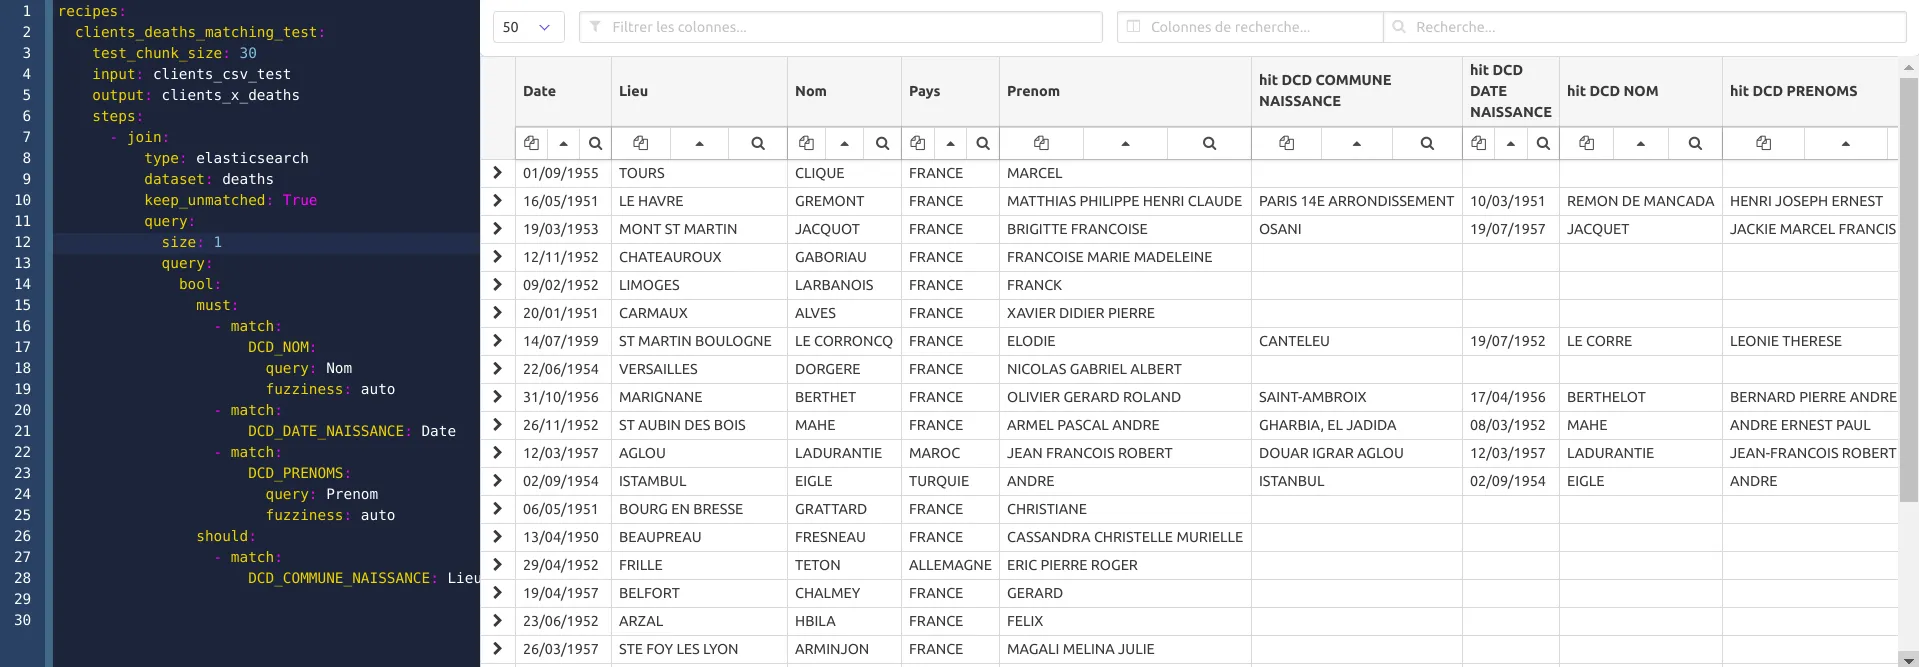 1 recipes:
2 clients_deaths_matching_test:
3 test_chunk_size: 30
4 input: clients_csv_test
5 output: clients_x_deaths
6 steps:
7 - join:
8 type: elasticsearch
9 dataset: deaths
10 keep_unmatched: True
11 query:
12 size: 1
13 query:
14 bool:
15 must:
16 - match:
17 DCD_NOM:
18 query: Nom
19 fuzziness: auto
20 - match:
21 DCD_DATE_NAISSANCE: Date
22 - match:
23 DCD_PRENOMS:
24 query: Prenom
25 fuzziness: auto
26 should:
27 - match:
28 DCD_COMMUNE_NAISSANCE: Lieu
29
30
50 Filtrer les colonnes... Colonnes de recherche... Recherche...
Date Lieu Nom Pays Prenom hit DCD COMMUNE NAISSANCE hit DCD DATE NAISSANCE hit DCD NOM hit DCD PRENOMS
01/09/1955 TOURS CLIQUE FRANCE MARCEL
16/05/1951 LE HAVRE GREMONT FRANCE MATTHIAS PHILIPPE HENRI CLAUDE PARIS 14E ARRONDISSEMENT 10/03/1951 REMON DE MANCADA HENRI JOSEPH ERNEST
19/03/1953 MONT ST MARTIN JACQUOT FRANCE BRIGITTE FRANCOISE OSANI 19/07/1957 JACQUET JACKIE MARCEL FRANCIS
12/11/1952 CHATEAUROUX GABORIAU FRANCE FRANCOISE MARIE MADELEINE
09/02/1952 LIMOGES LARBANOIS FRANCE FRANCK
20/01/1951 CARMAUX ALVES FRANCE XAVIER DIDIER PIERRE
14/07/1959 ST MARTIN BOULOGNE LE CORRONCQ FRANCE ELODIE CANTELEU 19/07/1952 LE CORRE LEONIE THERESE
22/06/1954 VERSAILLES DORGERE FRANCE NICOLAS GABRIEL ALBERT
31/10/1956 MARIGNANE BERTHET FRANCE OLIVIER GERARD ROLAND SAINT-AMBROIX 17/04/1956 BERTHELOT BERNARD PIERRE ANDRE
26/11/1952 ST AUBIN DES BOIS MAHE FRANCE ARMEL PASCAL ANDRE GHARBIA, EL JADIDA 08/03/1952 MAHE ANDRE ERNEST PAUL
12/03/1957 AGLOU LADURANTIE MAROC JEAN FRANCOIS ROBERT DOUAR IGRAR AGLOU 12/03/1957 LADURANTIE JEAN-FRANCOIS ROBERT
02/09/1954 ISTAMBUL EIGLE TURQUIE ANDRE ISTANBUL 02/09/1954 EIGLE ANDRE
06/05/1951 BOURG EN BRESSE GRATTARD FRANCE CHRISTIANE
13/04/1950 BEAUPREAU FRESNEAU FRANCE CASSANDRA CHRISTELLE MURIELLE
29/04/1952 FRILLE TETON ALLEMAGNE ERIC PIERRE ROGER
19/04/1957 BELFORT CHALMEY FRANCE GERARD
23/06/1952 ARZAL HBILA FRANCE FELIX
26/03/1957 STE FOY LES LYON ARMINJON FRANCE MAGALI MELINA JULIE